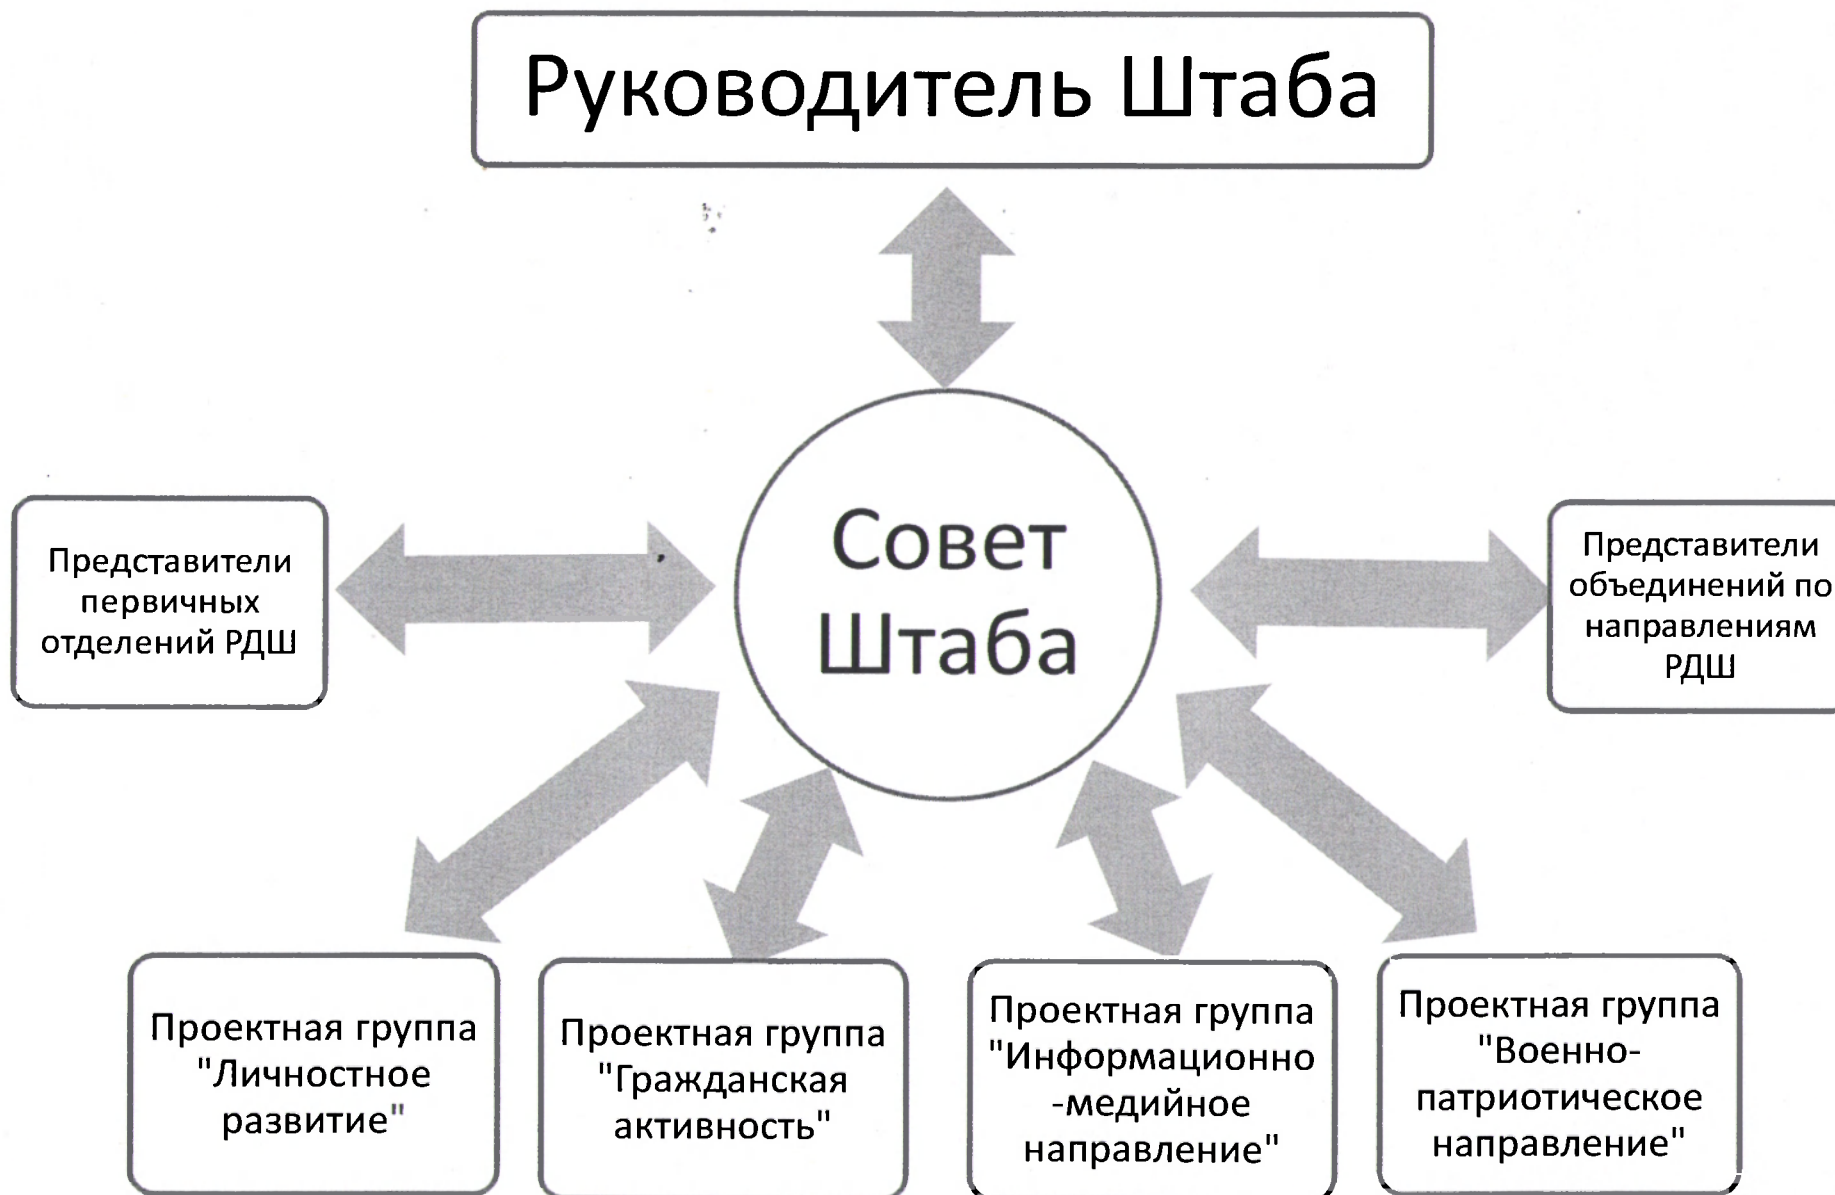 Руководитель Штаба
Совет
Штаба
Представители
первичных
отделений РДШ
Представители
объединений по
направлениям
РДШ
Проектная группа
"Личностное
развитие"
Проектная группа
"Гражданская
активность"
Проектная группа
"Информационно
-медийное
направление"
Проектная группа
"Военно-
патриотическое
направление"